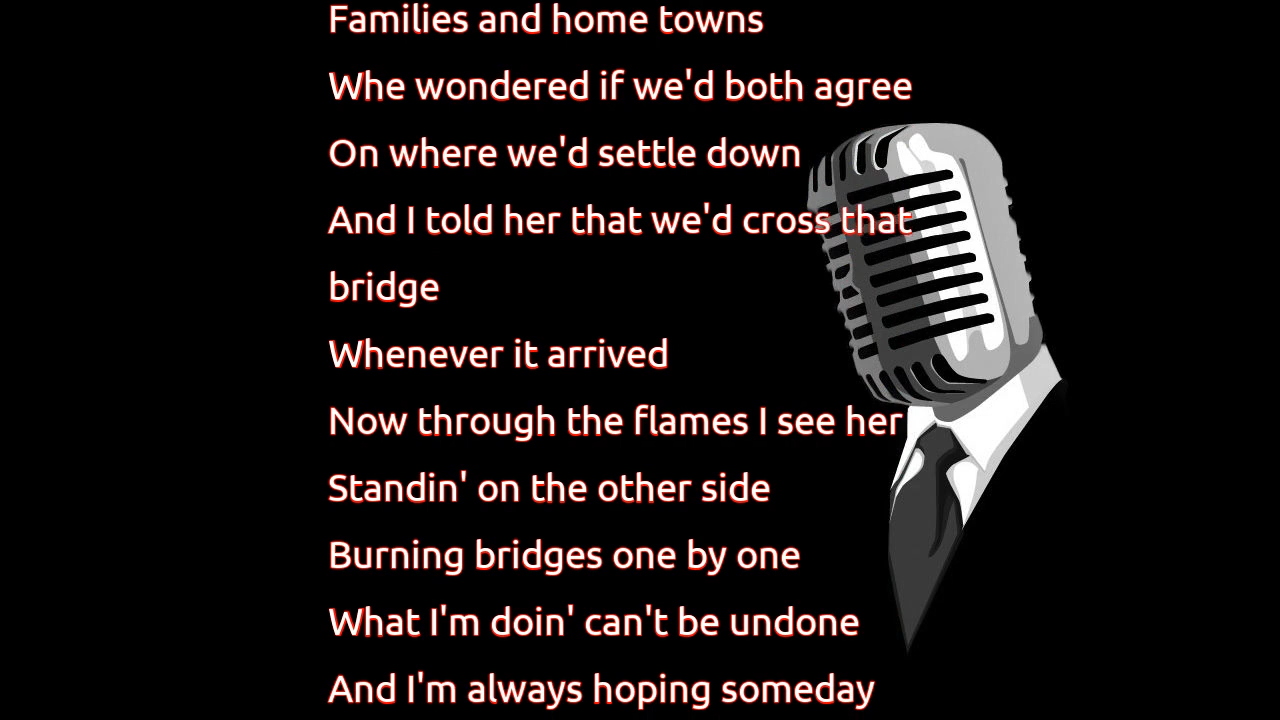 Families and home towns
Whe wondered if we'd both agree
On where we'd settle down
And I told her that we'd cross that
bridge
Whenever it arrived
Now through the flames I see her
Standin' on the other side
Burning bridges one by one
What I'm doin' can't be undone
And I'm always hoping someday